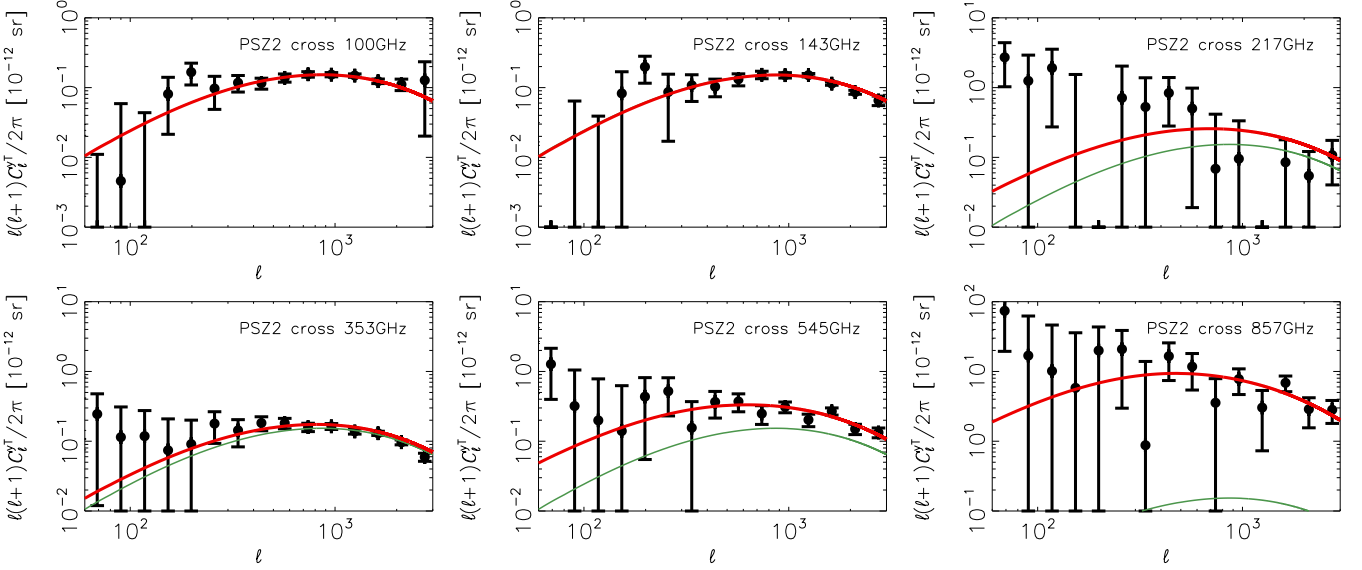 PSZ2 cross 100GHz
ℓ(ℓ+1)C_ℓ^{yT}/2π [10^{-12} sr]
10^0
10^{-1}
10^{-2}
10^{-3}
10^2 10^3
ℓ
PSZ2 cross 143GHz
ℓ(ℓ+1)C_ℓ^{yT}/2π [10^{-12} sr]
10^0
10^{-1}
10^{-2}
10^{-3}
10^2 10^3
ℓ
PSZ2 cross 217GHz
ℓ(ℓ+1)C_ℓ^{yT}/2π [10^{-12} sr]
10^1
10^0
10^{-1}
10^{-2}
10^2 10^3
ℓ
PSZ2 cross 353GHz
ℓ(ℓ+1)C_ℓ^{yT}/2π [10^{-12} sr]
10^1
10^0
10^{-1}
10^{-2}
10^2 10^3
ℓ
PSZ2 cross 545GHz
ℓ(ℓ+1)C_ℓ^{yT}/2π [10^{-12} sr]
10^1
10^0
10^{-1}
10^{-2}
10^2 10^3
ℓ
PSZ2 cross 857GHz
ℓ(ℓ+1)C_ℓ^{yT}/2π [10^{-12} sr]
10^2
10^1
10^0
10^{-1}
10^2 10^3
ℓ